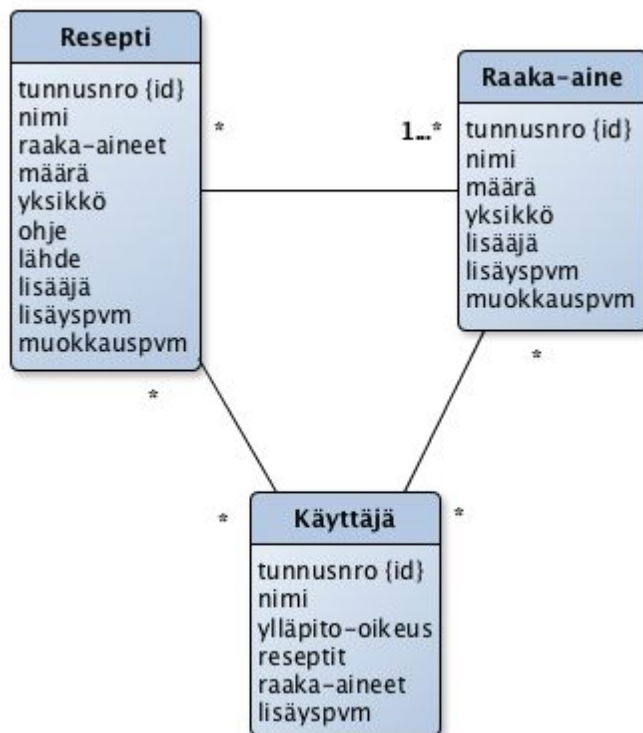 Resepti
tunnusnro {id}
nimi
raaka-aineet
määrä
yksikkö
ohje
lähde
lisääjä
lisäyspvm
muokkauspvm
*
1...*
Raaka-aine
tunnusnro {id}
nimi
määrä
yksikkö
lisääjä
lisäyspvm
muokkauspvm
*
*
*
*
Käyttäjä
tunnusnro {id}
nimi
ylläpito-oikeus
reseptit
raaka-aineet
lisäyspvm